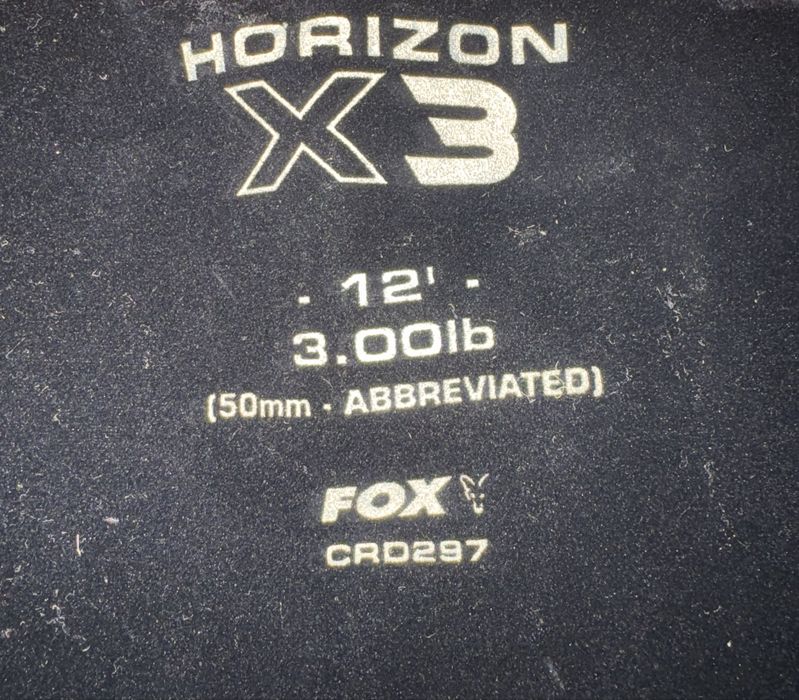 HORIZON
X3
- 12' -
3.00lb
(50mm - ABBREVIATED)
FOX
CRD297